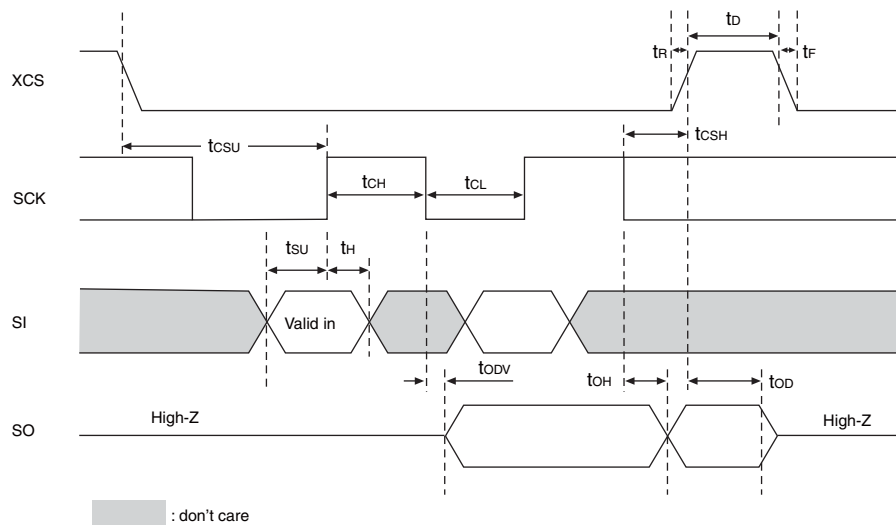 tD
tR
tF
XCS
tCSU
tCSH
tCH
tCL
SCK
tSU
tH
SI
Valid in
tODV
tOH
tOD
High-Z
High-Z
SO
: don't care